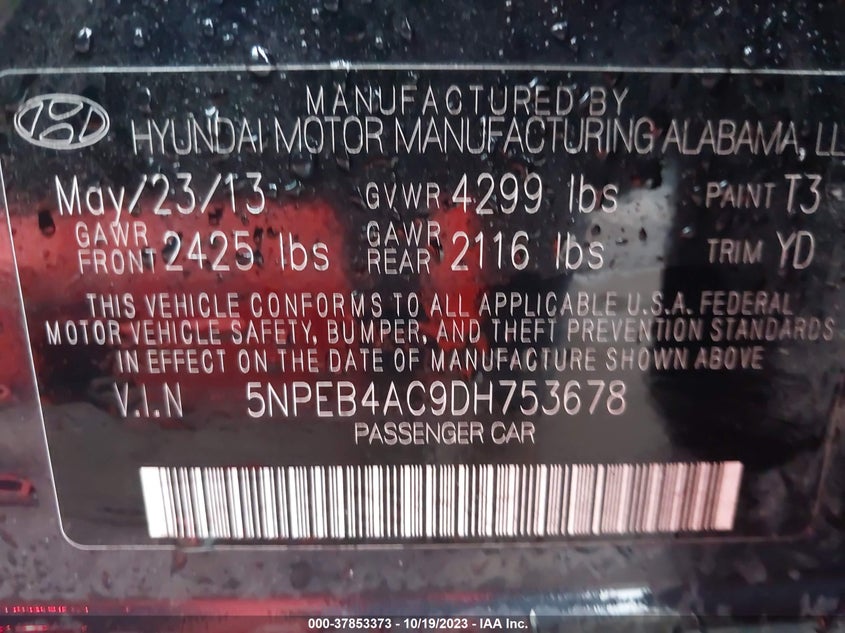 MANUFACTURED BY
HYUNDAI MOTOR MANUFACTURING ALABAMA, LL
May/23/13 GVWR 4299 lbs PAINT T3
GAWR FRONT 2425 lbs GAWR REAR 2116 lbs TRIM YD
THIS VEHICLE CONFORMS TO ALL APPLICABLE U.S.A. FEDERAL
MOTOR VEHICLE SAFETY, BUMPER, AND THEFT PREVENTION STANDARDS
IN EFFECT ON THE DATE OF MANUFACTURE SHOWN ABOVE
V.I.N 5NPEB4AC9DH753678
PASSENGER CAR
000-37853373 - 10/19/2023 - IAA Inc.